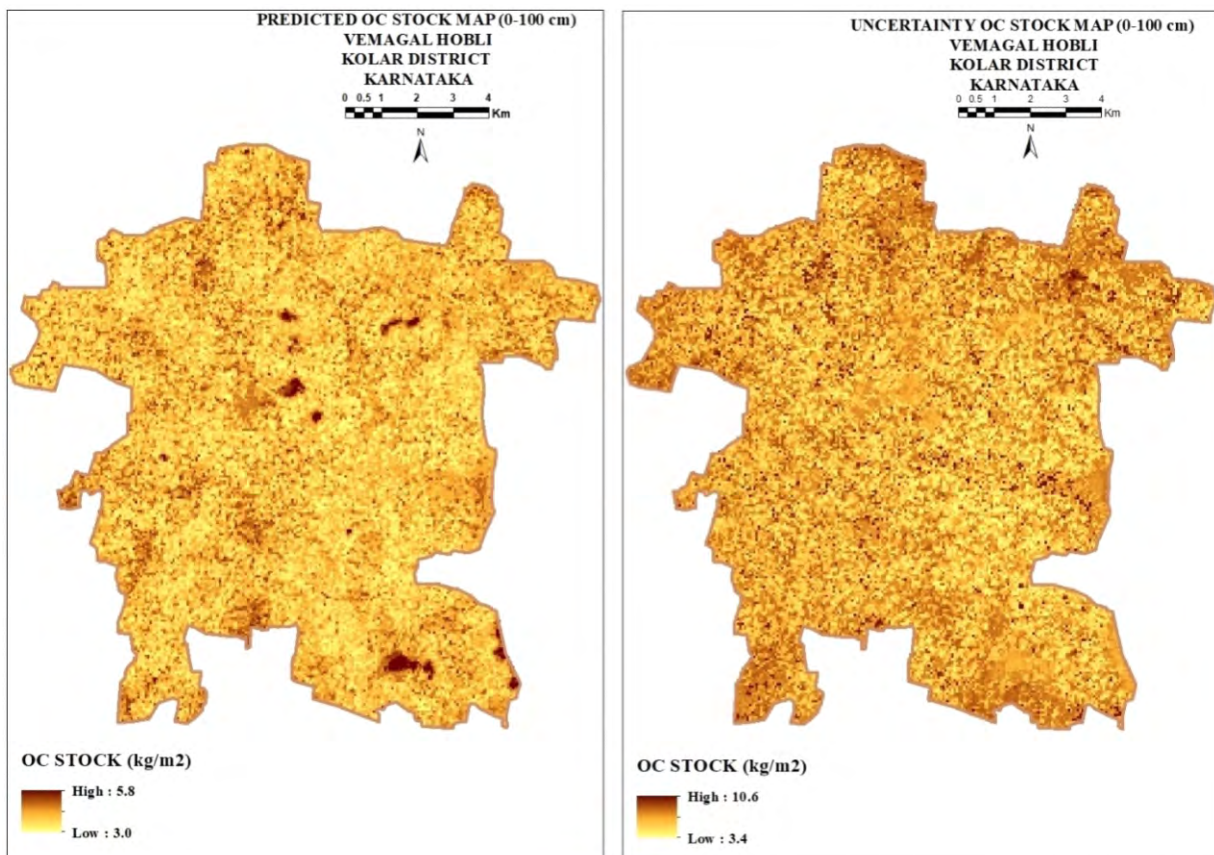 PREDICTED OC STOCK MAP (0-100 cm)
VEMAGAL HOBLI
KOLAR DISTRICT
KARNATAKA
0 0.5 1 2 3 4
Km
N
OC STOCK (kg/m2)
High : 5.8
Low : 3.0
UNCERTAINTY OC STOCK MAP (0-100 cm)
VEMAGAL HOBLI
KOLAR DISTRICT
KARNATAKA
0 0.5 1 2 3 4
Km
N
OC STOCK (kg/m2)
High : 10.6
Low : 3.4